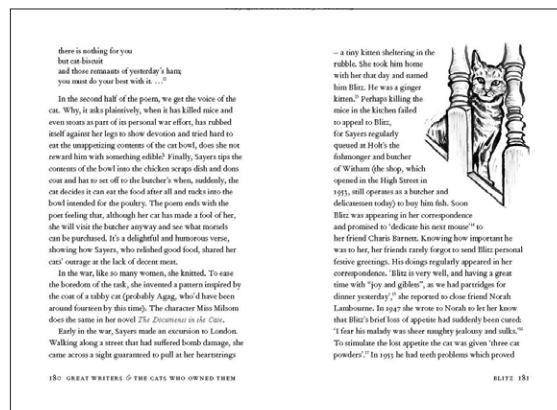 there is nothing for you
but cat-biscuit
and those remnants of yesterday's ham;
you must do your best with it. …
In the second half of the poem, we get the voice of the
cat. Why, it asks plaintively, when it has killed mice and
even stoats as part of its personal war effort, has rubbed
itself against her legs to show devotion and tried hard to
eat the unappetizing contents of the cat bowl, does she not
reward him with something edible? Finally, Sayers tips the
contents of the bowl into the chicken scraps dish and dons
coat and hat to set off to the butcher's when, suddenly, the
cat decides it can eat the food after all and tucks into the
bowl intended for the poultry. The poem ends with the
poet feeling that, although her cat has made a fool of her,
she will visit the butcher anyway and see what morsels
can be purchased. It's a delightful and humorous verse,
showing how Sayers, who relished good food, shared her
cats' outrage at the lack of decent meat.
In the war, like so many women, she knitted. To ease
the boredom of the task, she invented a pattern inspired by
the coat of a tabby cat (probably Agag, who'd have been
around fourteen by this time). The character Miss Milsom
does the same in her novel The Documents in the Case.
Early in the war, Sayers made an excursion to London.
Walking along a street that had suffered bomb damage, she
came across a sight guaranteed to pull at her heartstrings
180 GREAT WRITERS & THE CATS WHO OWNED THEM
– a tiny kitten sheltering in the
rubble. She took him home
with her that day and named
him Blitz. He was a ginger
kitten. Perhaps killing the
mice in the kitchen failed
to appeal to Blitz,
for Sayers regularly
queued at Holt's the
fishmonger and butcher
of Witham (the shop, which
opened in the High Street in
1953, still operates as a butcher and
delicatessen today) to buy him fish. Soon
Blitz was appearing in her correspondence
and promised to 'dedicate his next mouse' to
her friend Charis Barnett. Knowing how important he
was to her, her friends rarely forgot to send Blitz personal
festive greetings. His doings regularly appeared in her
correspondence. 'Blitz is very well, and having a great
time with "joy and giblets", as we had partridges for
dinner yesterday', she reported to close friend Norah
Lambourne. In 1947 she wrote to Norah to let her know
that Blitz's brief loss of appetite had suddenly been cured:
'I fear his malady was sheer naughty jealousy and sulks.'
To stimulate the lost appetite the cat was given 'three cat
powders'. In 1953 he had teeth problems which proved
BLITZ 181